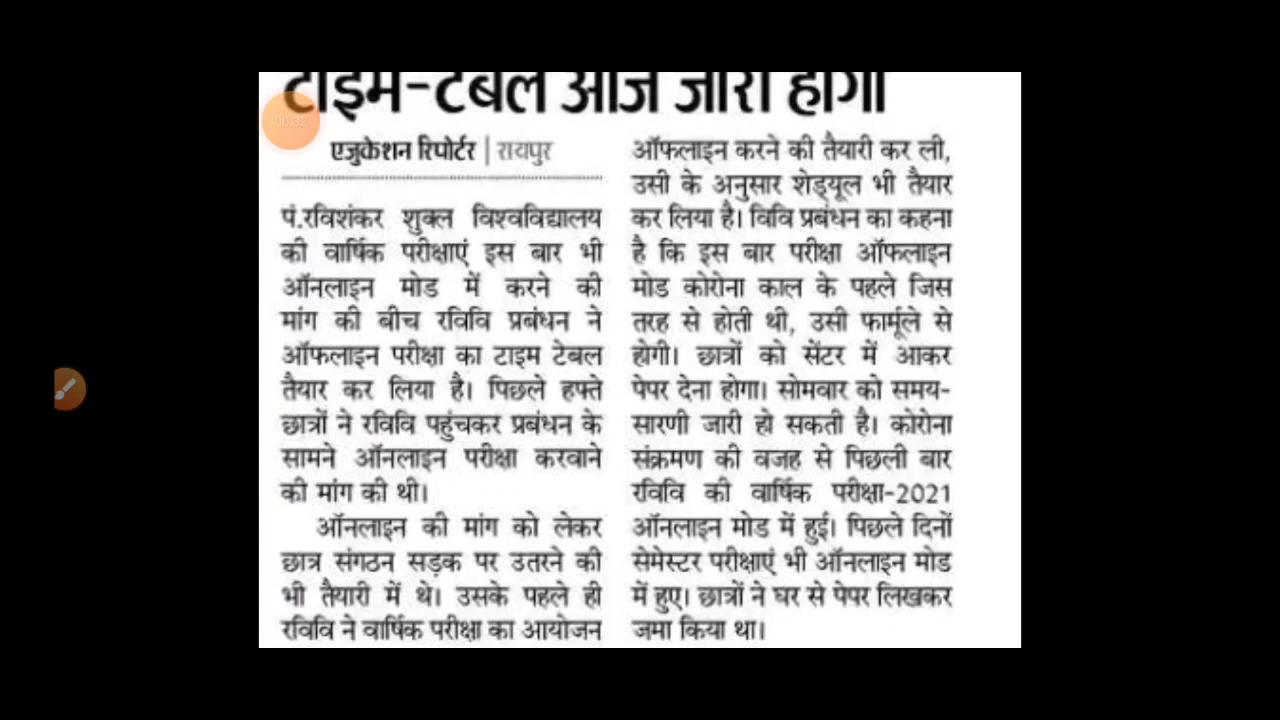 टाइम-टेबल आज जारी होगा
00:32
एजुकेशन रिपोर्टर | रायपुर
पं.रविशंकर शुक्ल विश्वविद्यालय
की वार्षिक परीक्षाएं इस बार भी
ऑनलाइन मोड में करने की
मांग की बीच रविवि प्रबंधन ने
ऑफलाइन परीक्षा का टाइम टेबल
तैयार कर लिया है। पिछले हफ्ते
छात्रों ने रविवि पहुंचकर प्रबंधन के
सामने ऑनलाइन परीक्षा करवाने
की मांग की थी।
ऑनलाइन की मांग को लेकर
छात्र संगठन सड़क पर उतरने की
भी तैयारी में थे। उसके पहले ही
रविवि ने वार्षिक परीक्षा का आयोजन
ऑफलाइन करने की तैयारी कर ली,
उसी के अनुसार शेड्यूल भी तैयार
कर लिया है। विवि प्रबंधन का कहना
है कि इस बार परीक्षा ऑफलाइन
मोड कोरोना काल के पहले जिस
तरह से होती थी, उसी फार्मूले से
होगी। छात्रों को सेंटर में आकर
पेपर देना होगा। सोमवार को समय-
सारणी जारी हो सकती है। कोरोना
संक्रमण की वजह से पिछली बार
रविवि की वार्षिक परीक्षा-2021
ऑनलाइन मोड में हुई। पिछले दिनों
सेमेस्टर परीक्षाएं भी ऑनलाइन मोड
में हुए। छात्रों ने घर से पेपर लिखकर
जमा किया था।